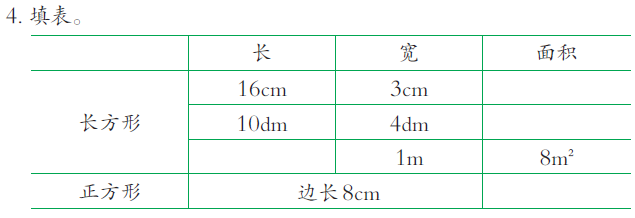 4. 填表。
长 宽 面积
长方形 16cm 3cm
10dm 4dm
1m 8m²
正方形 边长8cm